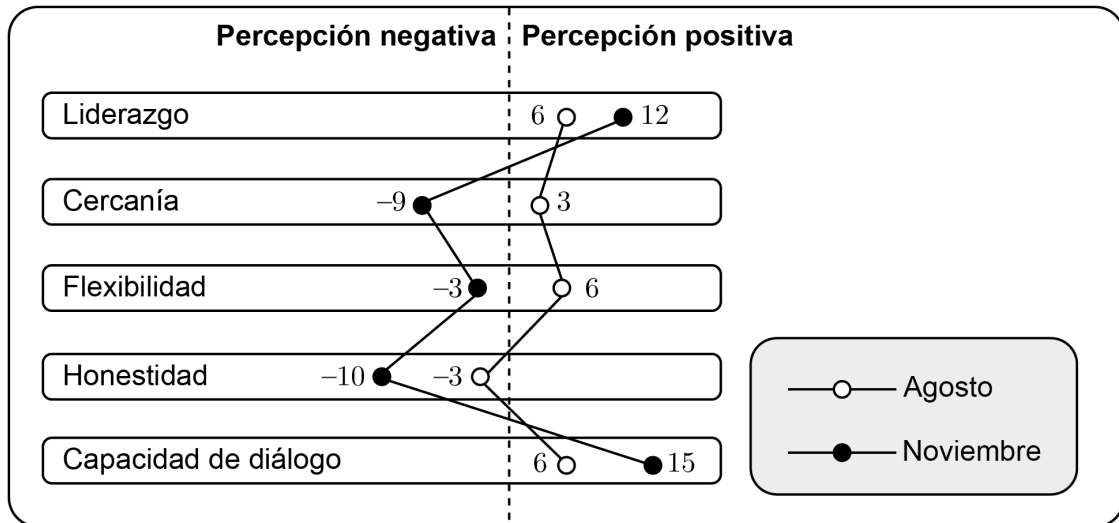 Percepción negativa Percepción positiva
Liderazgo 6 12
Cercanía –9 3
Flexibilidad –3 6
Honestidad –10 –3
Capacidad de diálogo 6 15
Agosto
Noviembre